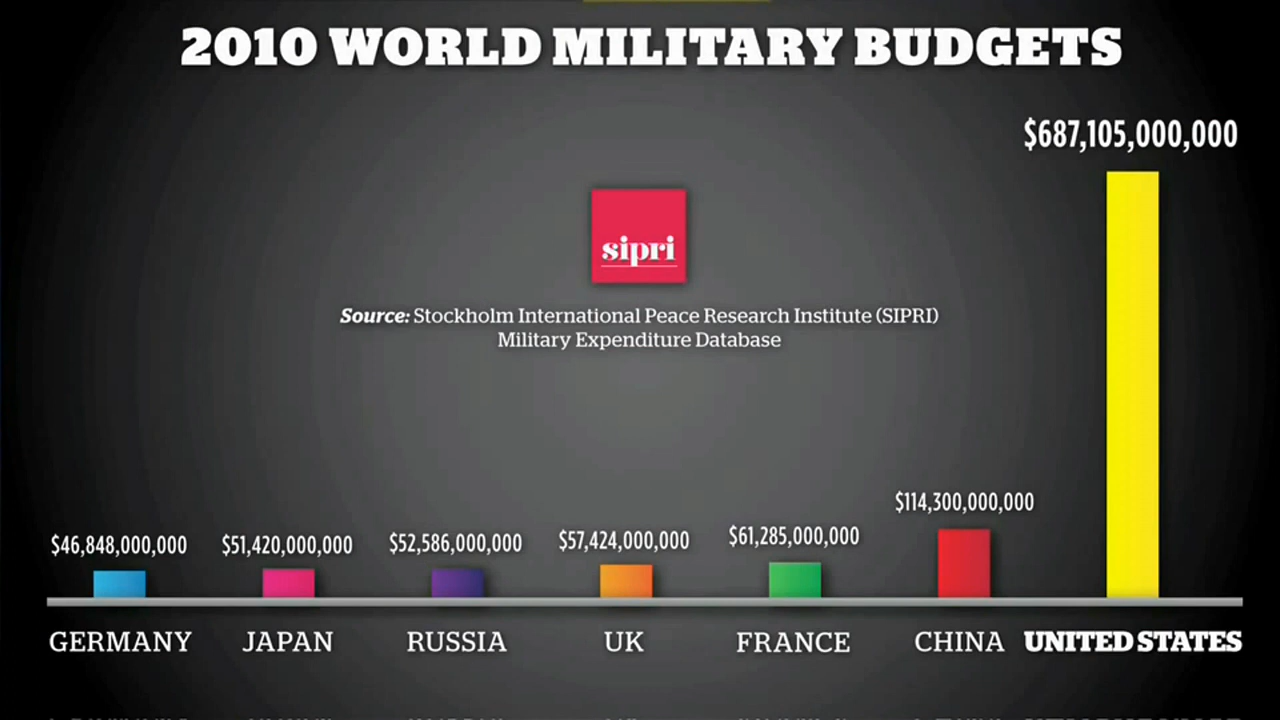 2010 WORLD MILITARY BUDGETS
$687,105,000,000
sipri
Source: Stockholm International Peace Research Institute (SIPRI)
Military Expenditure Database
$114,300,000,000
$46,848,000,000 $51,420,000,000 $52,586,000,000 $57,424,000,000 $61,285,000,000
GERMANY JAPAN RUSSIA UK FRANCE CHINA UNITED STATES